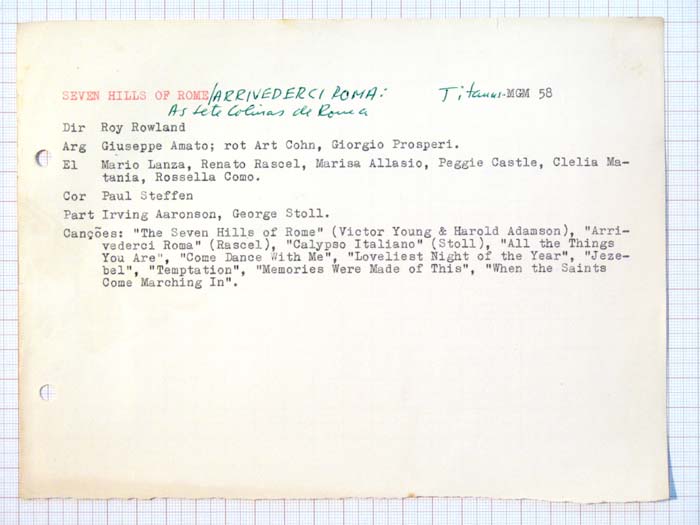 SEVEN HILLS OF ROME/ARRIVEDERCI ROMA: Titanus-MGM 58
As Sete Colinas de Roma
Dir Roy Rowland
Arg Giuseppe Amato; rot Art Cohn, Giorgio Prosperi.
El Mario Lanza, Renato Rascel, Marisa Allasio, Peggie Castle, Clelia Ma-
tania, Rossella Como.
Cor Paul Steffen
Part Irving Aaronson, George Stoll.
Canções: "The Seven Hills of Rome" (Victor Young & Harold Adamson), "Arri-
vederci Roma" (Rascel), "Calypso Italiano" (Stoll), "All the Things
You Are", "Come Dance With Me", "Loveliest Night of the Year", "Jeze-
bel", "Temptation", "Memories Were Made of This", "When the Saints
Come Marching In".